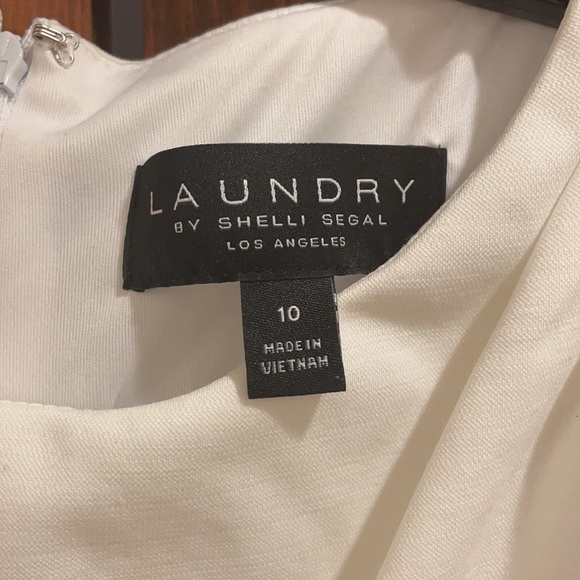 LAUNDRY
BY SHELLI SEGAL
LOS ANGELES
10
MADE IN
VIETNAM